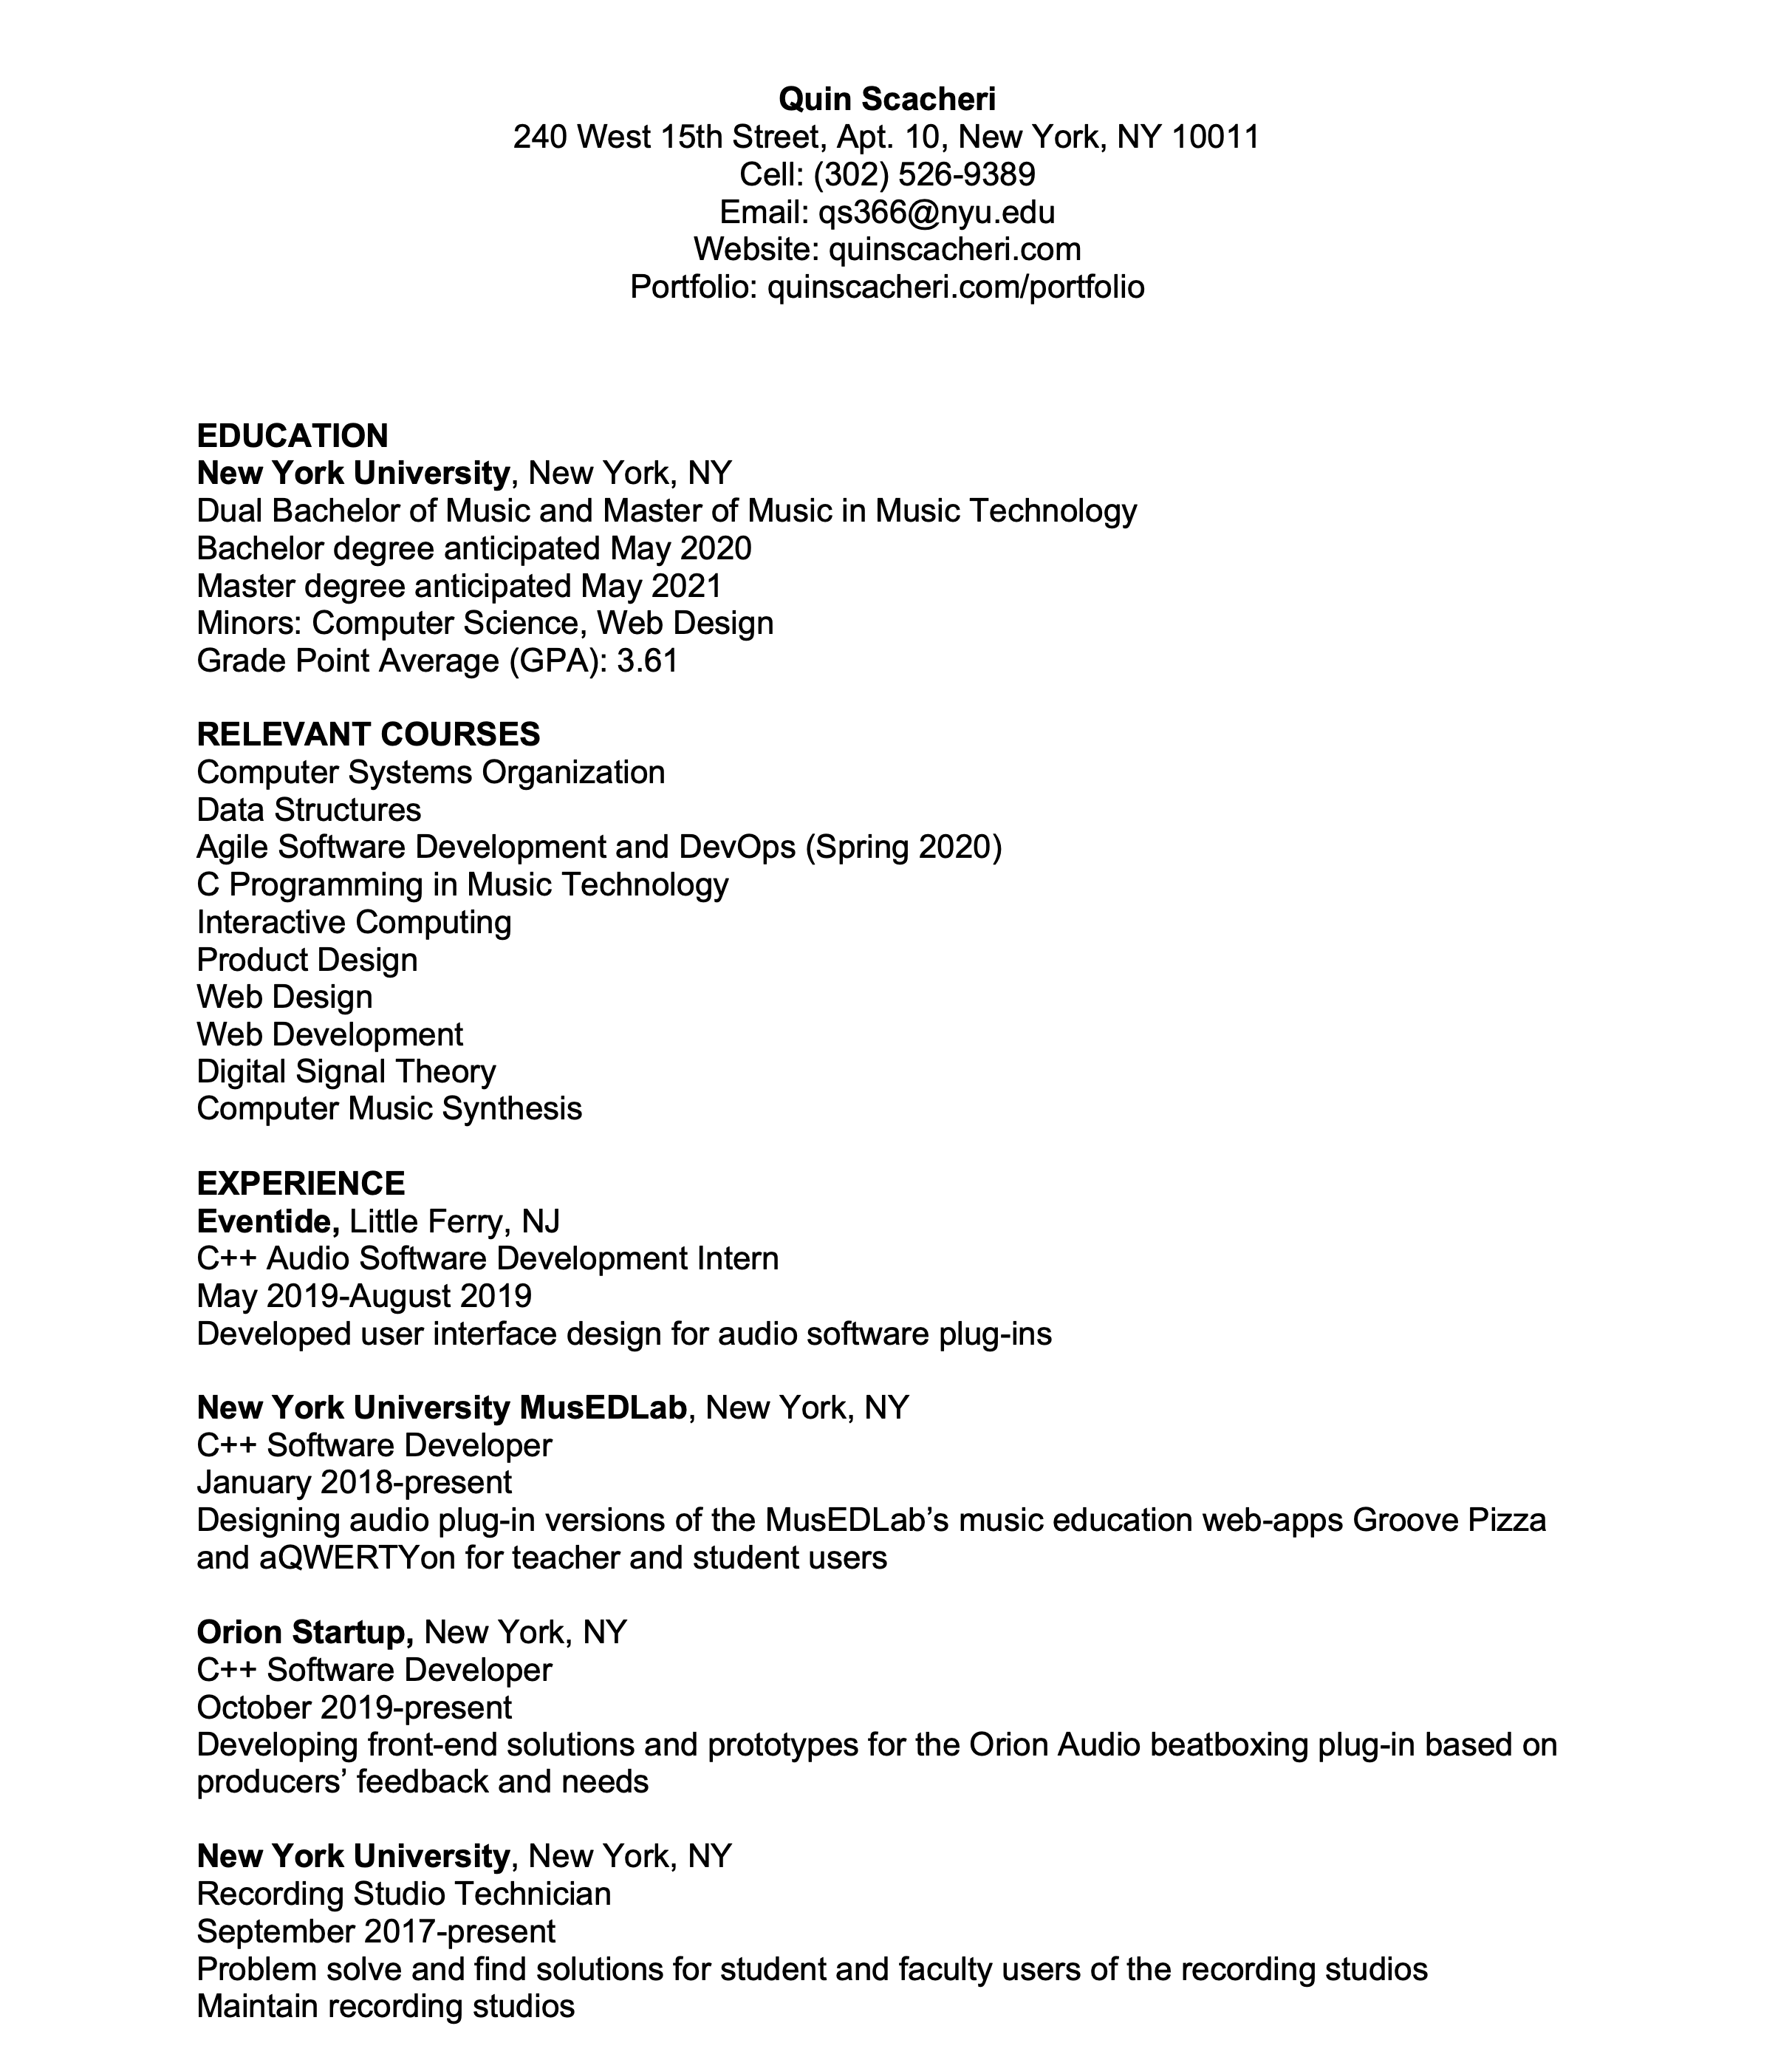 Quin Scacheri
240 West 15th Street, Apt. 10, New York, NY 10011
Cell: (302) 526-9389
Email: qs366@nyu.edu
Website: quinscacheri.com
Portfolio: quinscacheri.com/portfolio
EDUCATION
New York University, New York, NY
Dual Bachelor of Music and Master of Music in Music Technology
Bachelor degree anticipated May 2020
Master degree anticipated May 2021
Minors: Computer Science, Web Design
Grade Point Average (GPA): 3.61
RELEVANT COURSES
Computer Systems Organization
Data Structures
Agile Software Development and DevOps (Spring 2020)
C Programming in Music Technology
Interactive Computing
Product Design
Web Design
Web Development
Digital Signal Theory
Computer Music Synthesis
EXPERIENCE
Eventide, Little Ferry, NJ
C++ Audio Software Development Intern
May 2019-August 2019
Developed user interface design for audio software plug-ins
New York University MusEDLab, New York, NY
C++ Software Developer
January 2018-present
Designing audio plug-in versions of the MusEDLab’s music education web-apps Groove Pizza
and aQWERTYon for teacher and student users
Orion Startup, New York, NY
C++ Software Developer
October 2019-present
Developing front-end solutions and prototypes for the Orion Audio beatboxing plug-in based on
producers’ feedback and needs
New York University, New York, NY
Recording Studio Technician
September 2017-present
Problem solve and find solutions for student and faculty users of the recording studios
Maintain recording studios